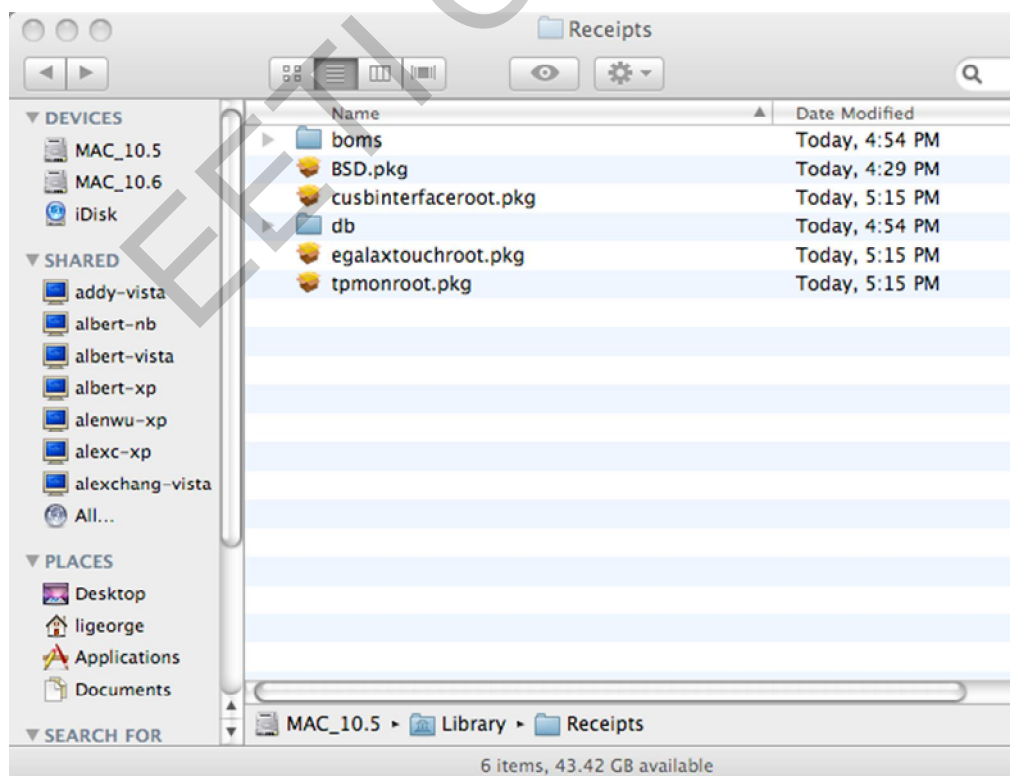 Receipts
Name Date Modified
boms Today, 4:54 PM
BSD.pkg Today, 4:29 PM
cusbinterfaceroot.pkg Today, 5:15 PM
db Today, 4:54 PM
egalaxtouchroot.pkg Today, 5:15 PM
tpmonroot.pkg Today, 5:15 PM
DEVICES
MAC_10.5
MAC_10.6
iDisk
SHARED
addy-vista
albert-nb
albert-vista
albert-xp
alenwu-xp
alexc-xp
alexchang-vista
All...
PLACES
Desktop
ligeorge
Applications
Documents
SEARCH FOR
MAC_10.5 ▸ Library ▸ Receipts
6 items, 43.42 GB available
EETI